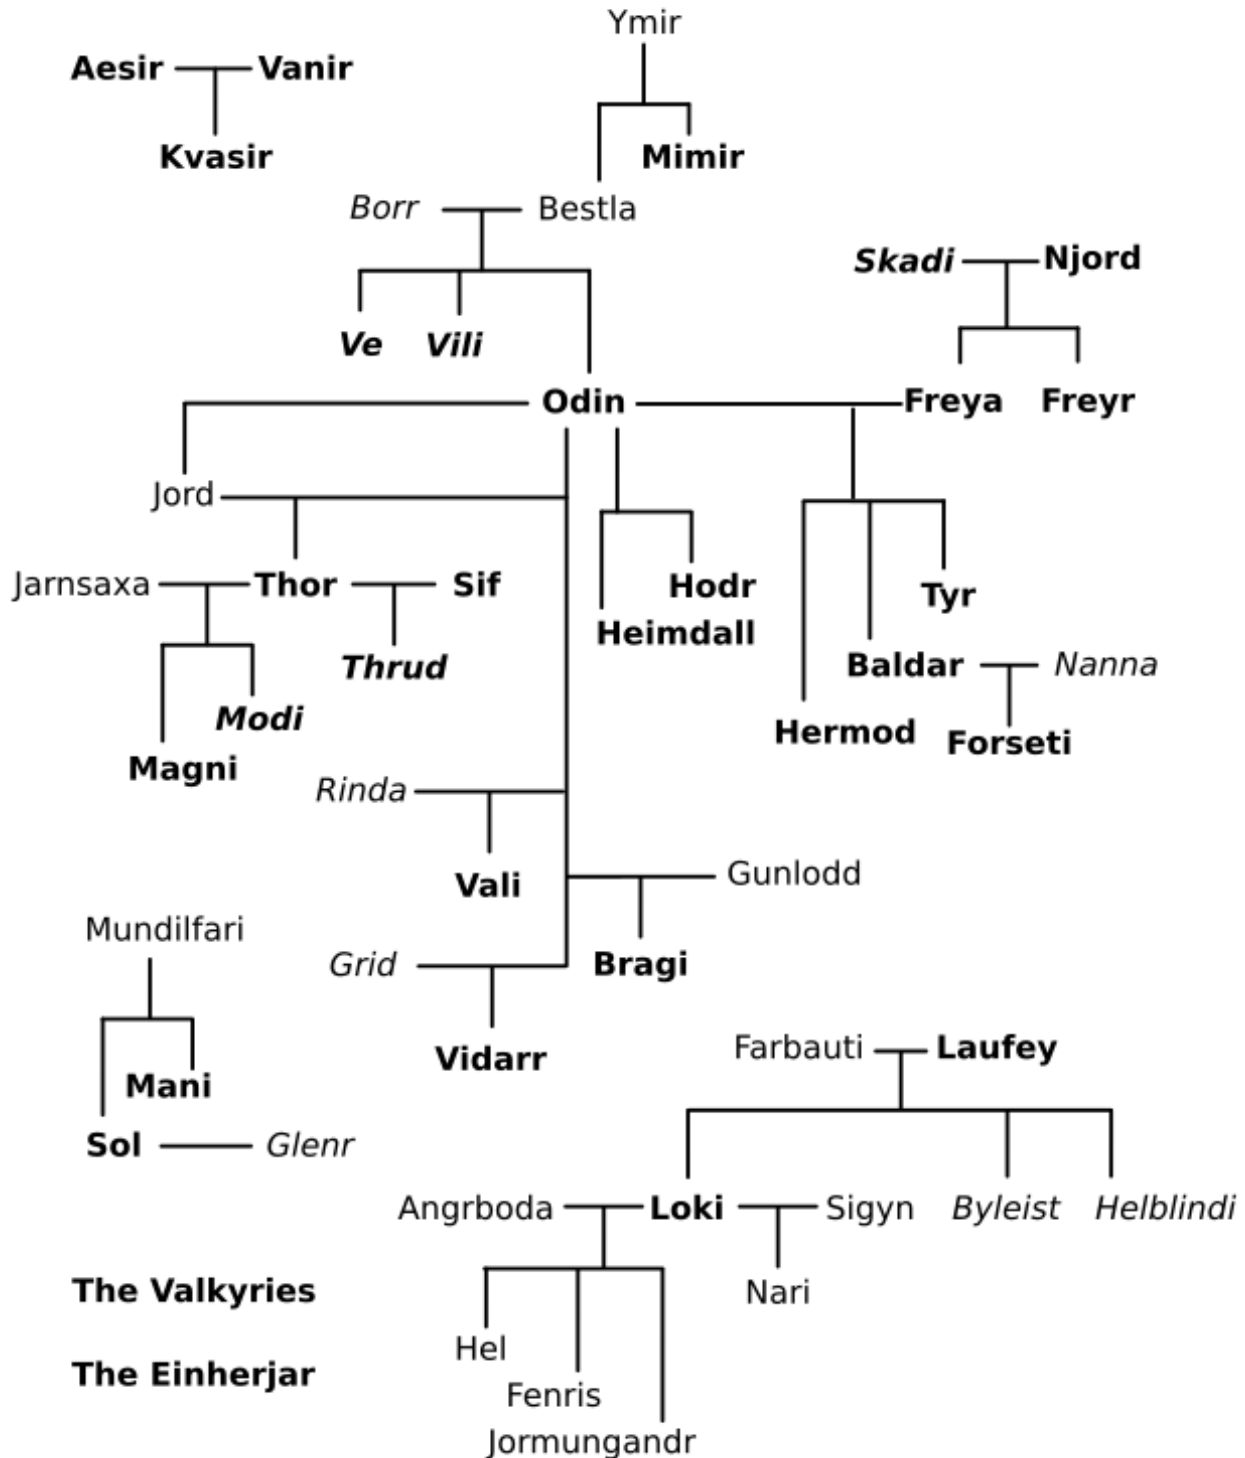 Ymir
Aesir Vanir
Kvasir
Mimir
Borr Bestla
Skadi Njord
Ve Vili
Odin Freya Freyr
Jord
Jarnsaxa Thor Sif
Hodr
Tyr
Heimdall
Thrud
Baldar Nanna
Modi
Hermod Forseti
Magni
Rinda
Vali
Gunlodd
Mundilfari
Grid Bragi
Vidarr
Farbauti Laufey
Mani
Sol Glenr
Angrboda Loki Sigyn Byleist Helblindi
The Valkyries
Nari
Hel
The Einherjar
Fenris
Jormungandr